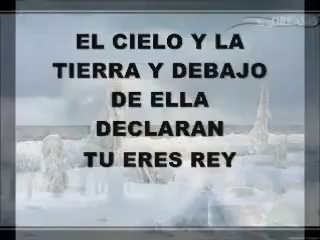 EL CIELO Y LA
TIERRA Y DEBAJO
DE ELLA
DECLARAN
TU ERES REY